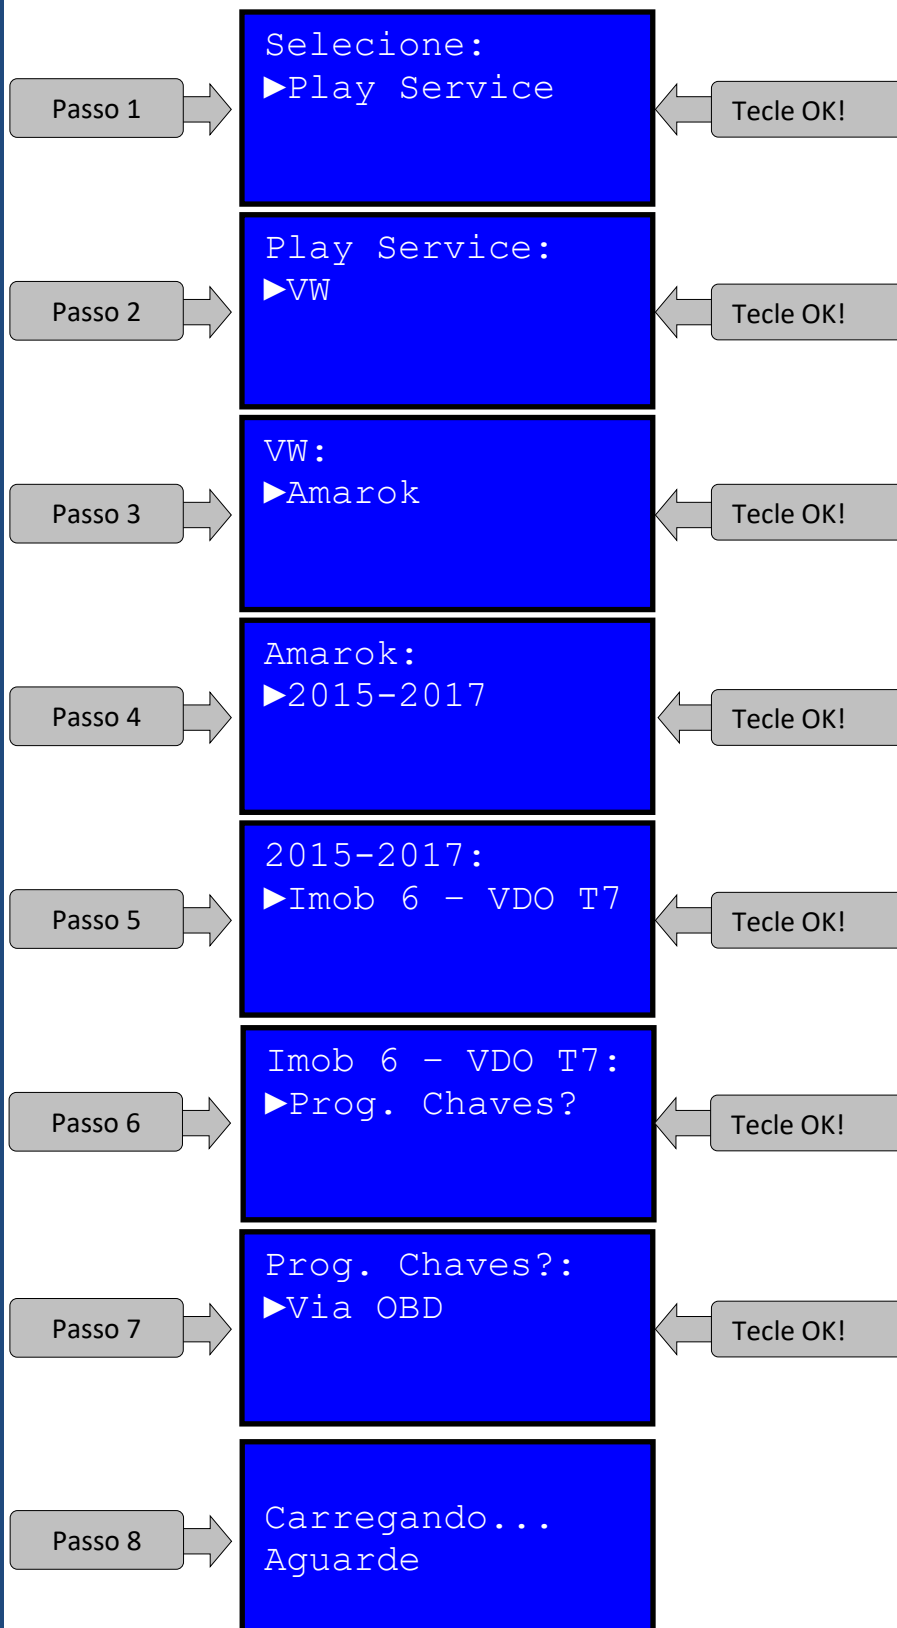 Selecione:
►Play Service
Passo 1
Tecle OK!
Play Service:
►VW
Passo 2
Tecle OK!
VW:
►Amarok
Passo 3
Tecle OK!
Amarok:
►2015-2017
Passo 4
Tecle OK!
2015-2017:
►Imob 6 – VDO T7
Passo 5
Tecle OK!
Imob 6 – VDO T7:
►Prog. Chaves?
Passo 6
Tecle OK!
Prog. Chaves?:
►Via OBD
Passo 7
Tecle OK!
Carregando...
Aguarde
Passo 8